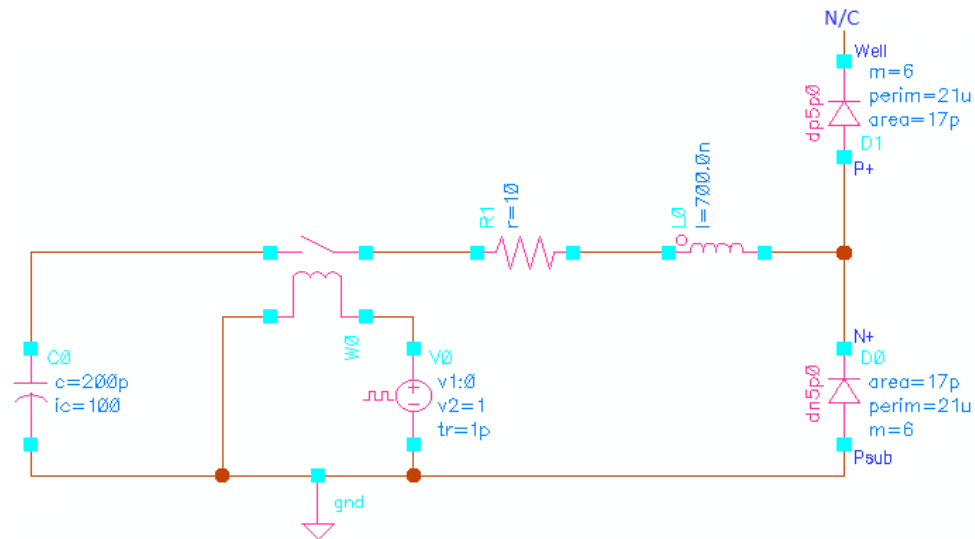 N/C
Well
m=6
perim=21u
area=17p
dp5p0
D1
P+
R1
r=10
L0
l=700.0n
N+
D0
area=17p
perim=21u
m=6
dn5p0
Psub
C0
c=200p
ic=100
W0
V0
v1:0
v2=1
tr=1p
gnd